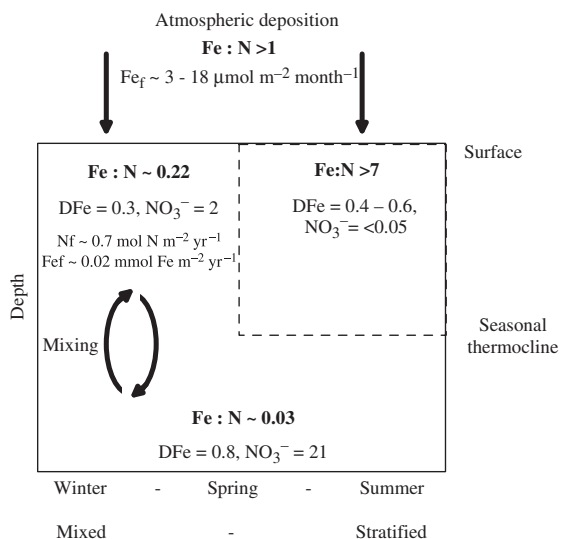 Atmospheric deposition
Fe : N >1
Fe_f ~ 3 - 18 μmol m⁻² month⁻¹
Surface
Fe : N ~ 0.22
DFe = 0.3, NO₃⁻ = 2
Nf ~ 0.7 mol N m⁻² yr⁻¹
Fef ~ 0.02 mmol Fe m⁻² yr⁻¹
Fe:N >7
DFe = 0.4 – 0.6,
NO₃⁻ = <0.05
Depth
Mixing
Seasonal
thermocline
Fe : N ~ 0.03
DFe = 0.8, NO₃⁻ = 21
Winter - Spring - Summer
Mixed - Stratified